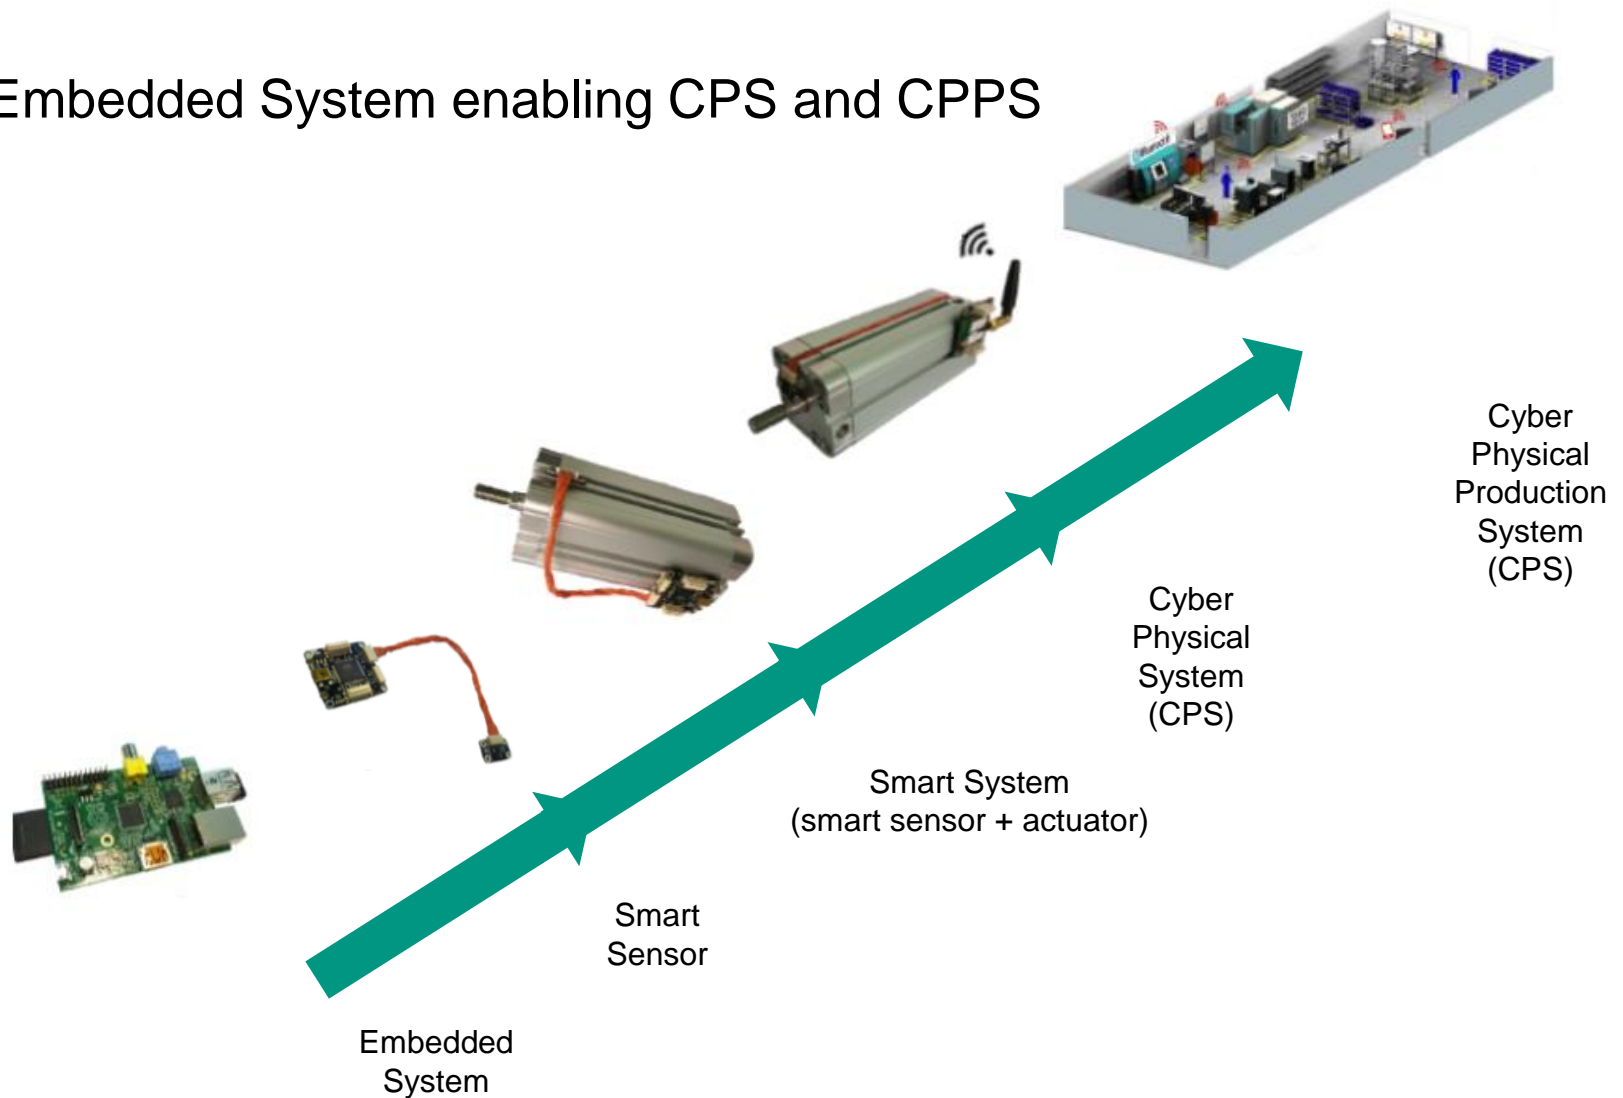 Embedded System enabling CPS and CPPS
Cyber
Physical
Production
System
(CPS)
Cyber
Physical
System
(CPS)
Smart System
(smart sensor + actuator)
Smart
Sensor
Embedded
System